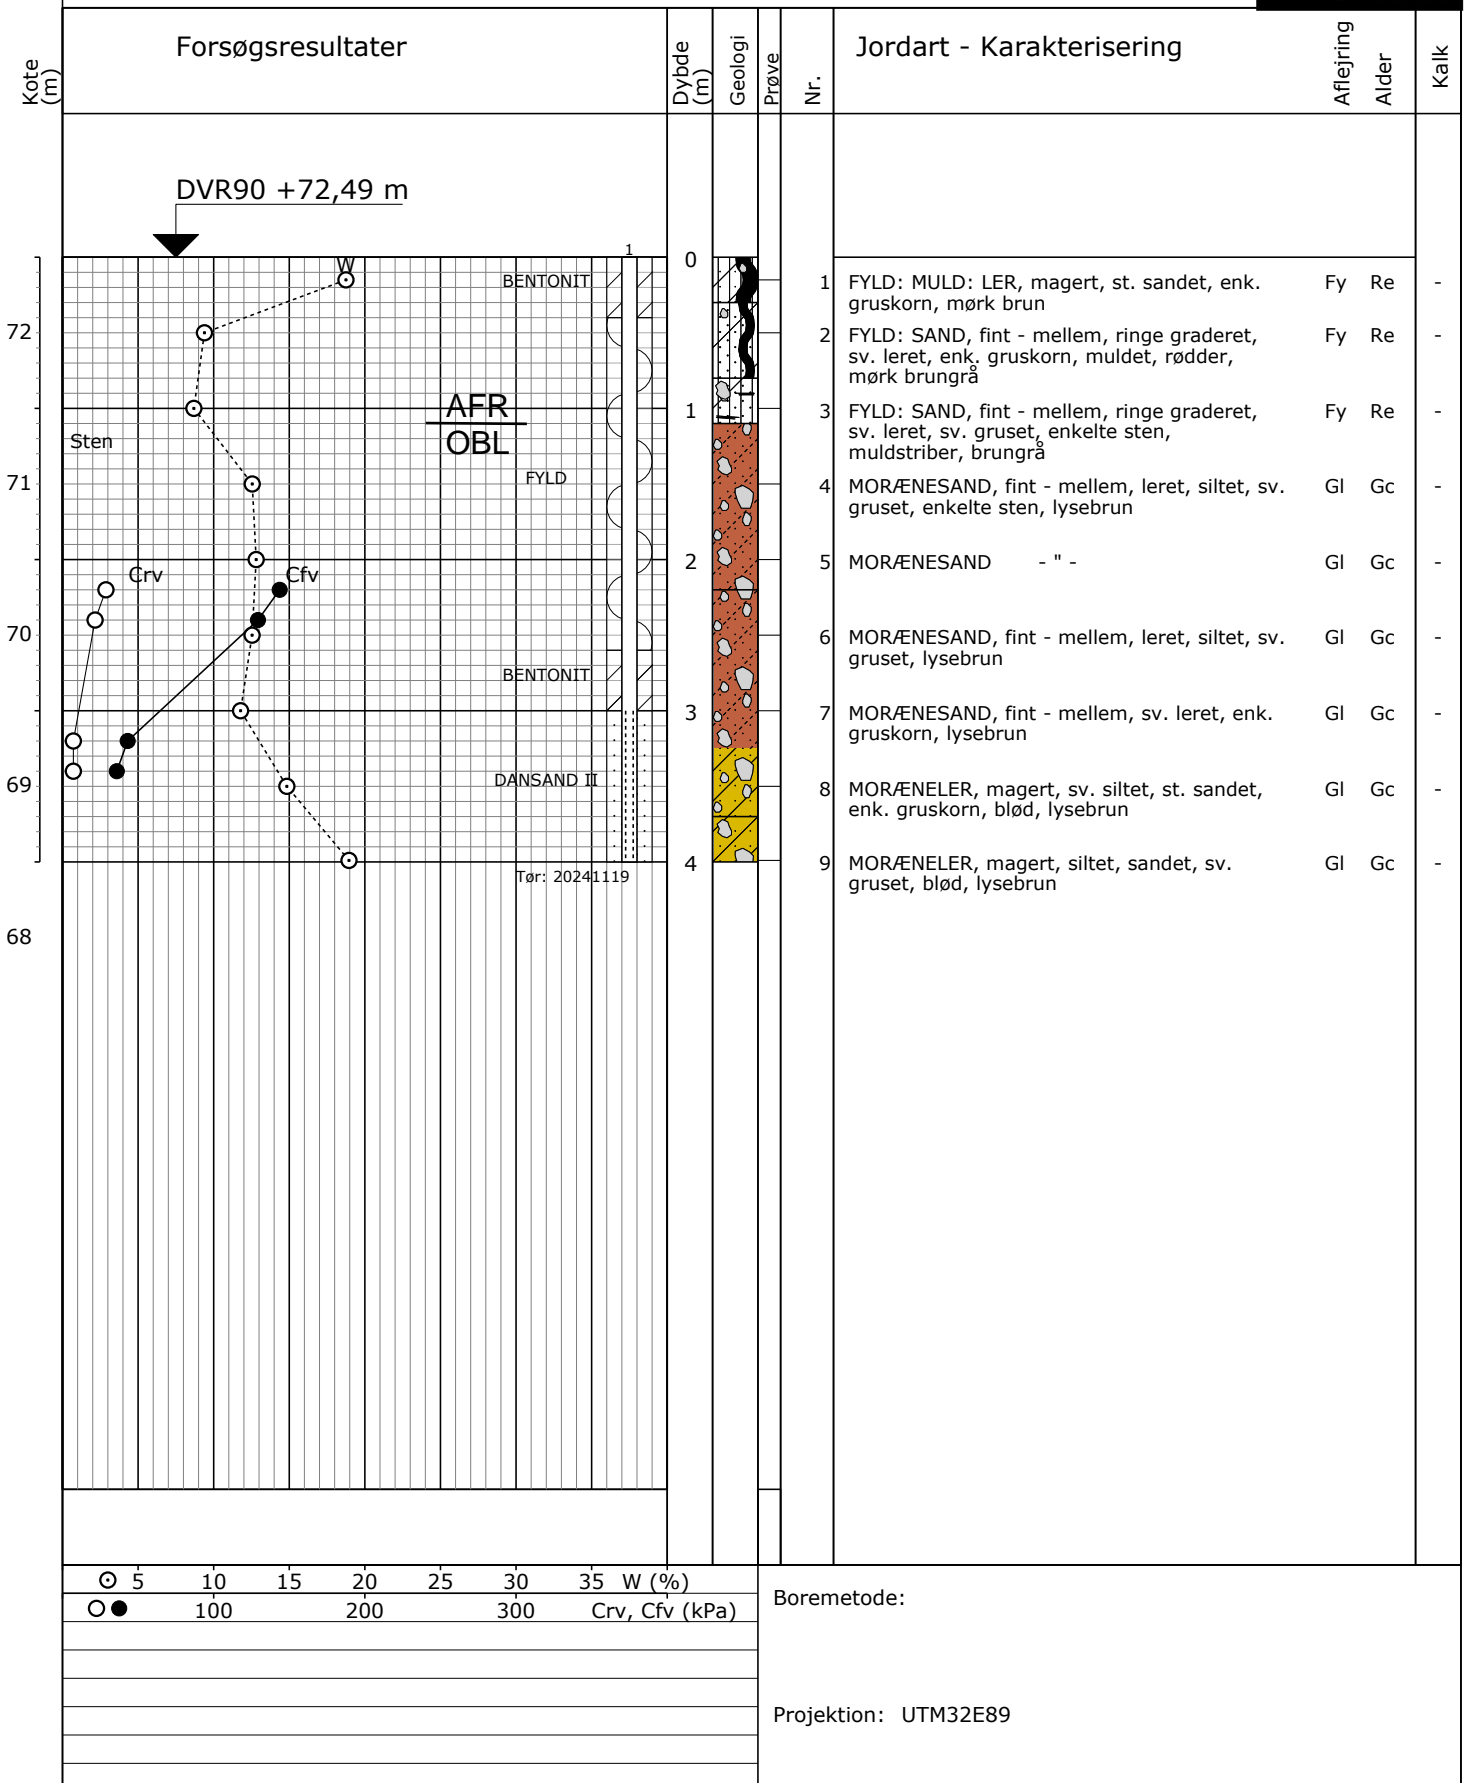 Kote (m)
Forsøgsresultater
Dybde (m)
Geologi
Prøve
Nr.
Jordart - Karakterisering
Aflejring
Alder
Kalk
DVR90 +72,49 m
1
W
BENTONIT
0
1 FYLD: MULD: LER, magert, st. sandet, enk. Fy Re -
gruskorn, mørk brun
72
2 FYLD: SAND, fint - mellem, ringe graderet, Fy Re -
sv. leret, enk. gruskorn, muldet, rødder,
mørk brungrå
AFR
OBL
1
3 FYLD: SAND, fint - mellem, ringe graderet, Fy Re -
sv. leret, sv. gruset, enkelte sten,
muldstriber, brungrå
Sten
FYLD
71
4 MORÆNESAND, fint - mellem, leret, siltet, sv. Gl Gc -
gruset, enkelte sten, lysebrun
2
5 MORÆNESAND - " - Gl Gc -
Crv
Cfv
70
6 MORÆNESAND, fint - mellem, leret, siltet, sv. Gl Gc -
gruset, lysebrun
BENTONIT
3
7 MORÆNESAND, fint - mellem, sv. leret, enk. Gl Gc -
gruskorn, lysebrun
DANSAND II
69
8 MORÆNELER, magert, sv. siltet, st. sandet, Gl Gc -
enk. gruskorn, blød, lysebrun
4
9 MORÆNELER, magert, siltet, sandet, sv. Gl Gc -
gruset, blød, lysebrun
Tør: 20241119
68
5 10 15 20 25 30 35 W (%)
100 200 300 Crv, Cfv (kPa)
Boremetode:
Projektion: UTM32E89